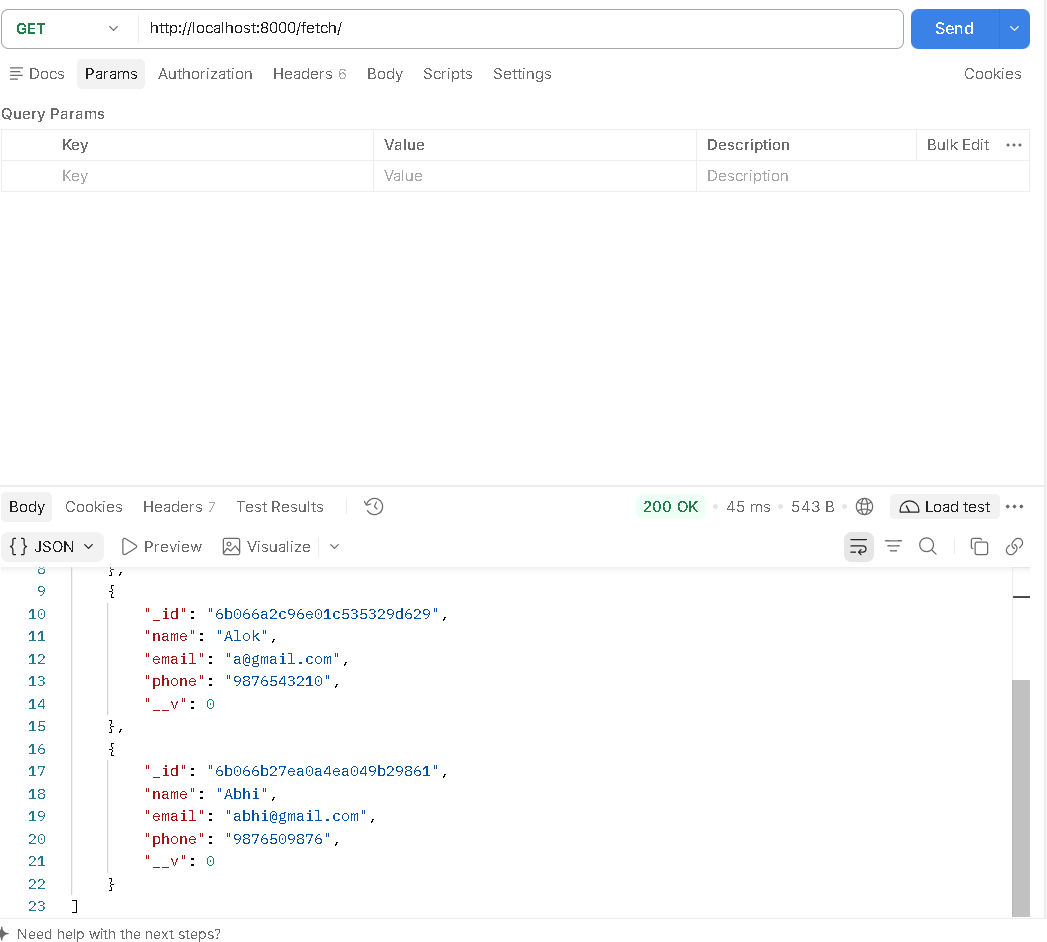 GET http://localhost:8000/fetch/ Send
Docs Params Authorization Headers 6 Body Scripts Settings Cookies
Query Params
Key Value Description Bulk Edit
Key Value Description
Body Cookies Headers 7 Test Results 200 OK 45 ms 543 B Load test
{} JSON Preview Visualize
8 },
9 {
10 "_id": "6b066a2c96e01c535329d629",
11 "name": "Alok",
12 "email": "a@gmail.com",
13 "phone": "9876543210",
14 "__v": 0
15 },
16 {
17 "_id": "6b066b27ea0a4ea049b29861",
18 "name": "Abhi",
19 "email": "abhi@gmail.com",
20 "phone": "9876509876",
21 "__v": 0
22 }
23 ]
Need help with the next steps?